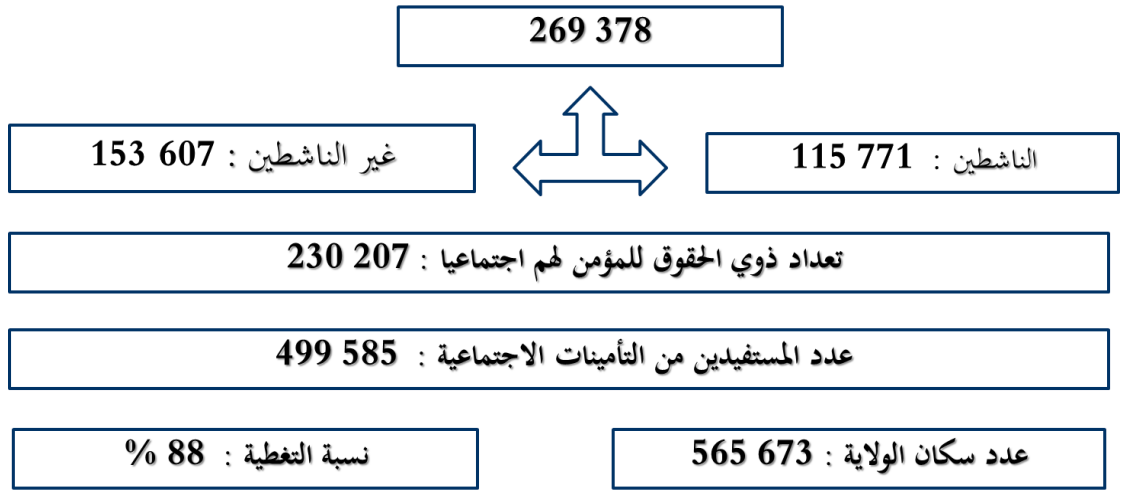 269 378
الناشطين : 115 771
غير الناشطين : 153 607
تعداد ذوي الحقوق للمؤمن لهم اجتماعيا : 230 207
عدد المستفيدين من التأمينات الاجتماعية : 499 585
عدد سكان الولاية : 565 673
نسبة التغطية : 88 %